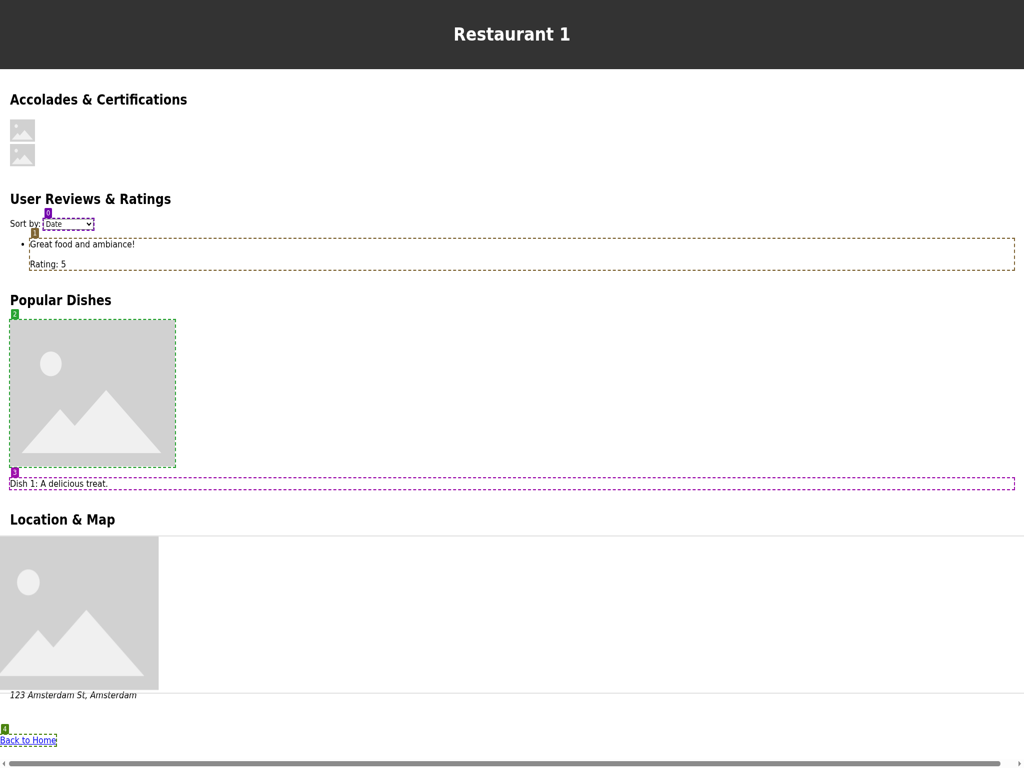 Restaurant 1
Accolades & Certifications
User Reviews & Ratings
0
Sort by: Date
1
• Great food and ambiance!
Rating: 5
Popular Dishes
2
3
Dish 1: A delicious treat.
Location & Map
123 Amsterdam St, Amsterdam
4
Back to Home